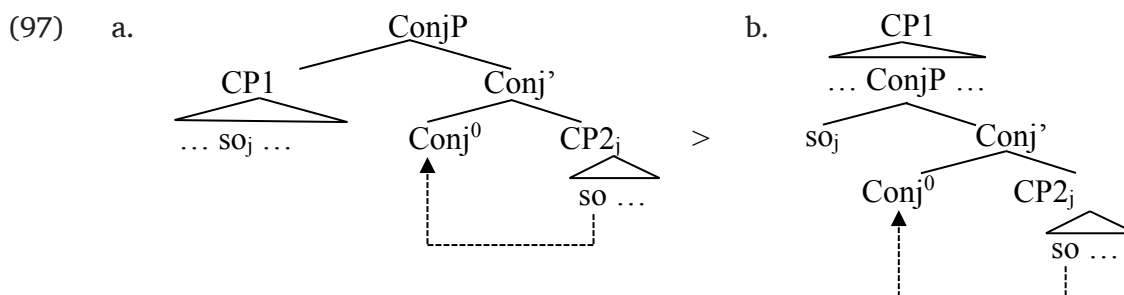 (97) a. ConjP b. CP1
CP1 Conj’ … ConjP …
… soj … Conj0 CP2j > soj Conj’
so … Conj0 CP2j
so …